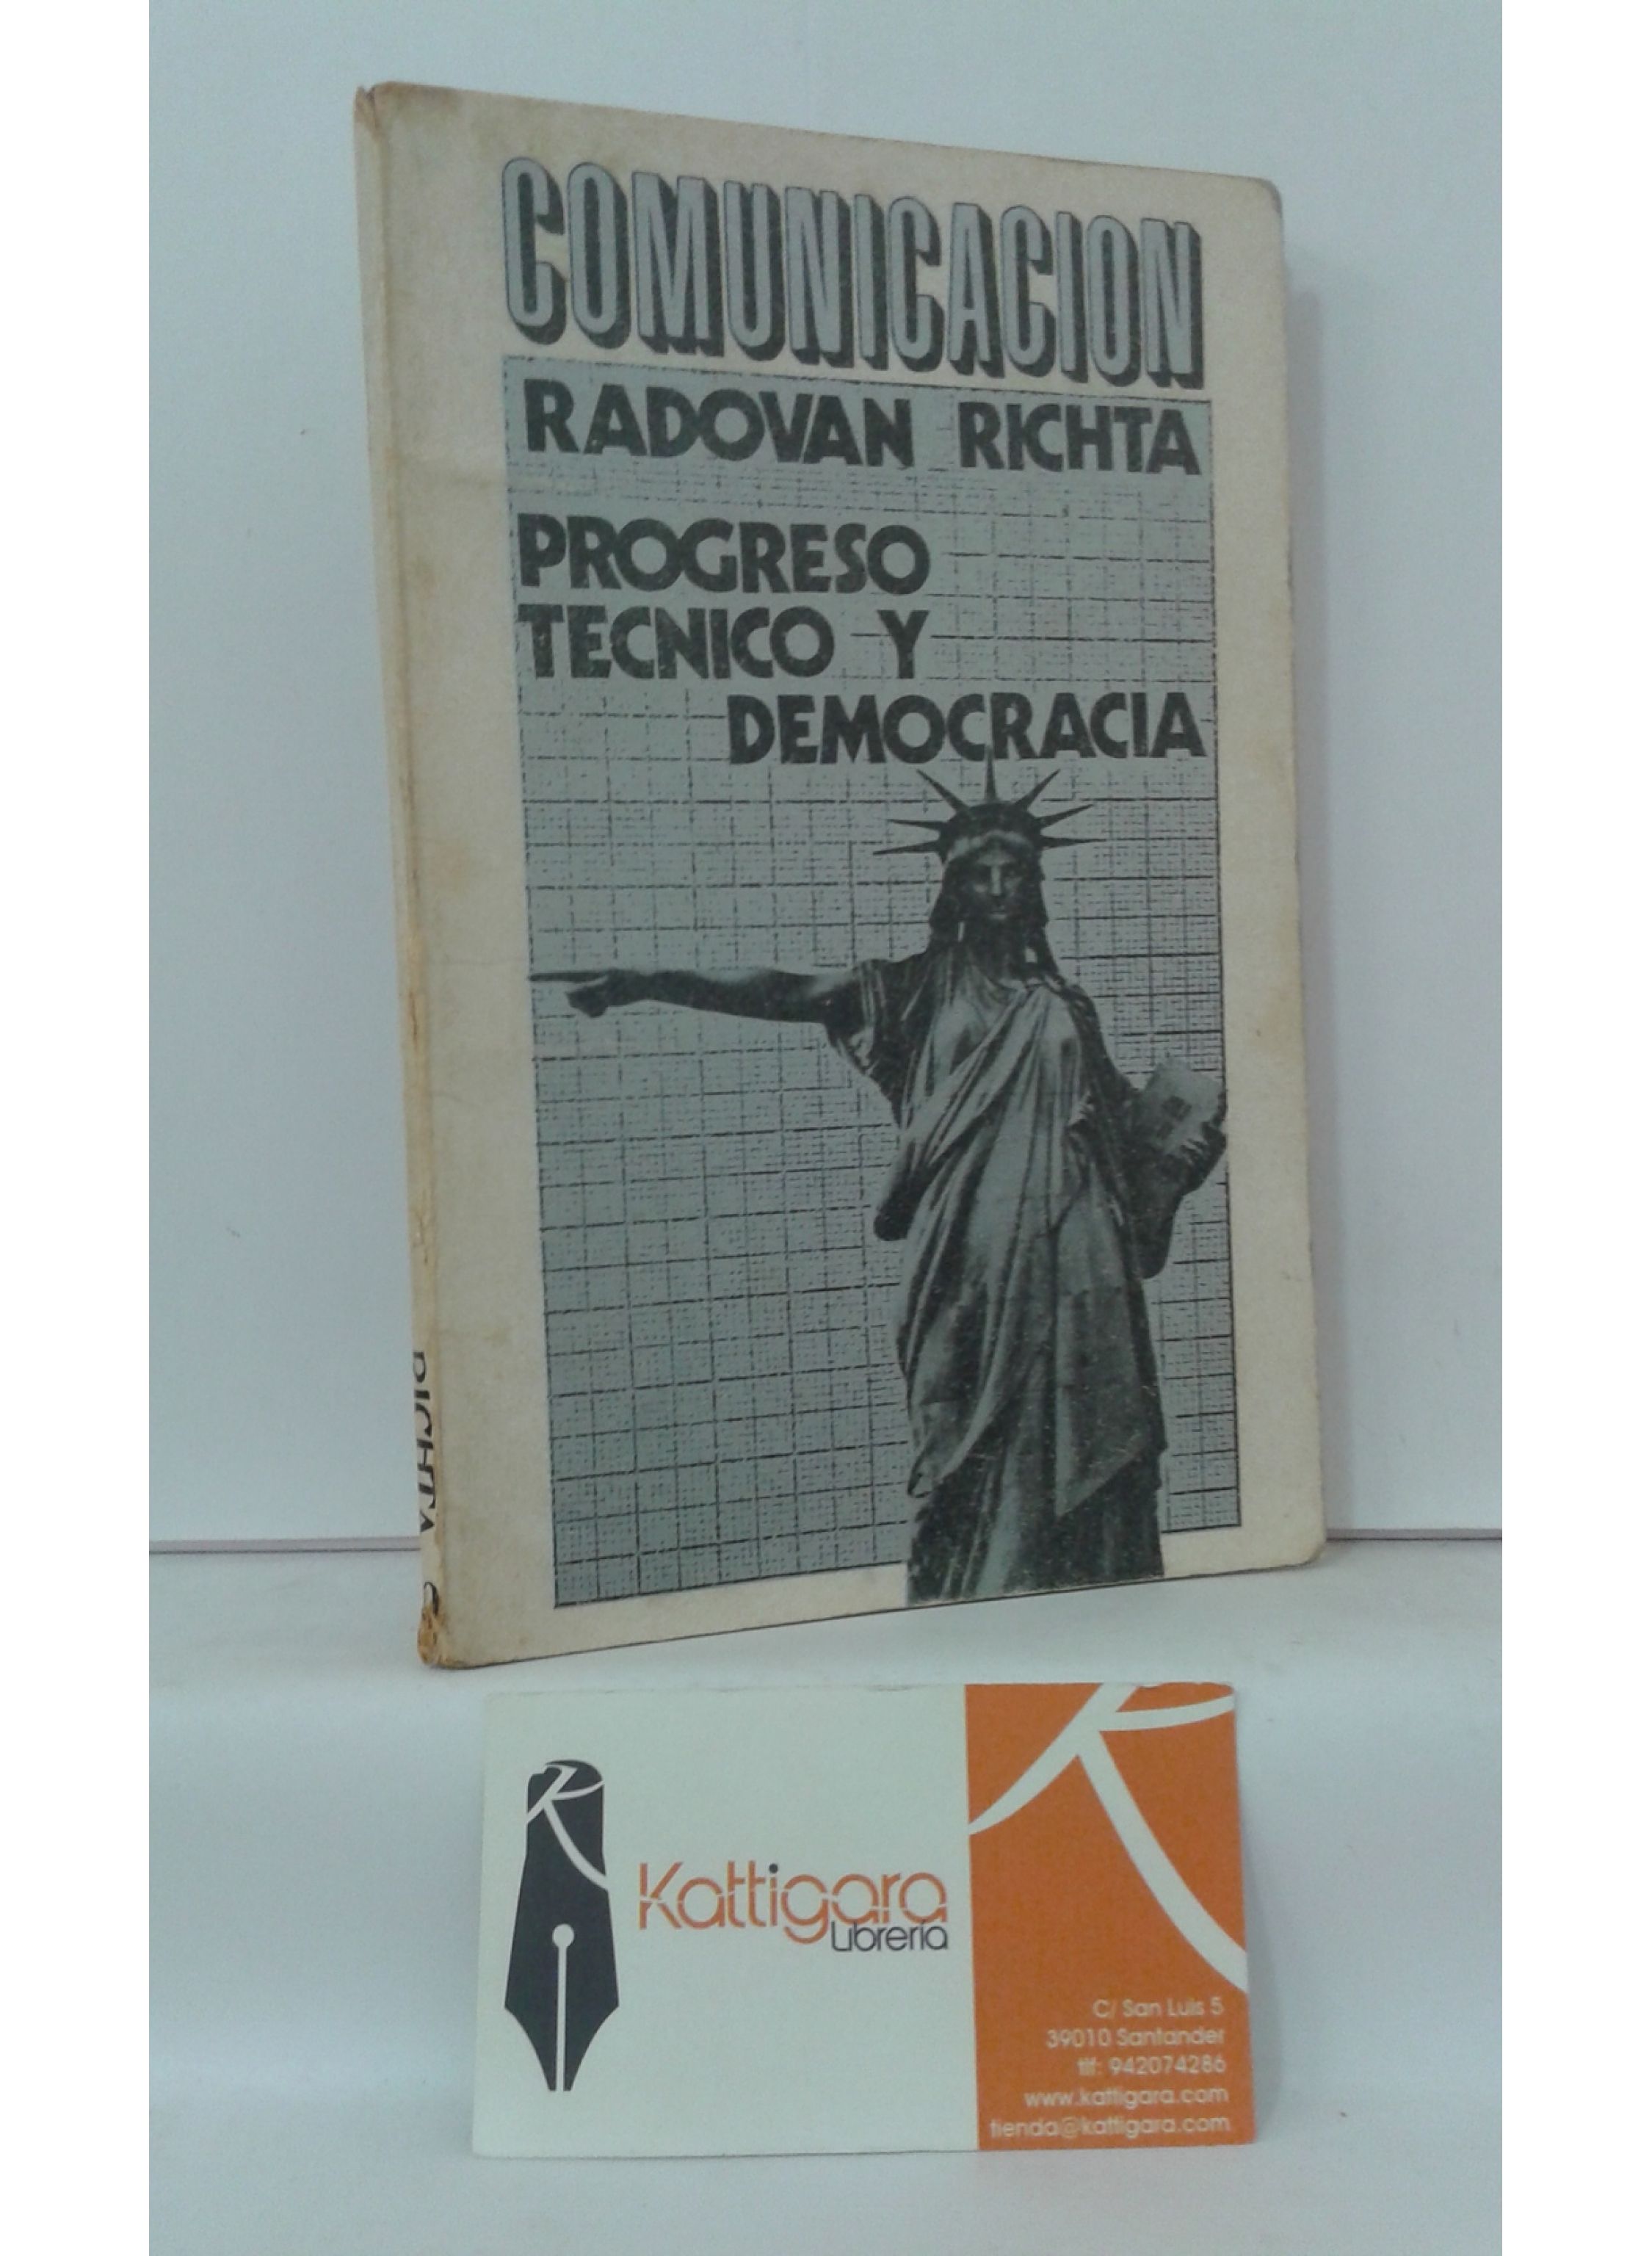 COMUNICACION
RADOVAN RICHTA
PROGRESO
TECNICO Y
DEMOCRACIA
RICHTA
Kattigara
Librería
C/ San Luis 5
39010 Santander
tlf: 942074286
www.kattigara.com
tienda@kattigara.com